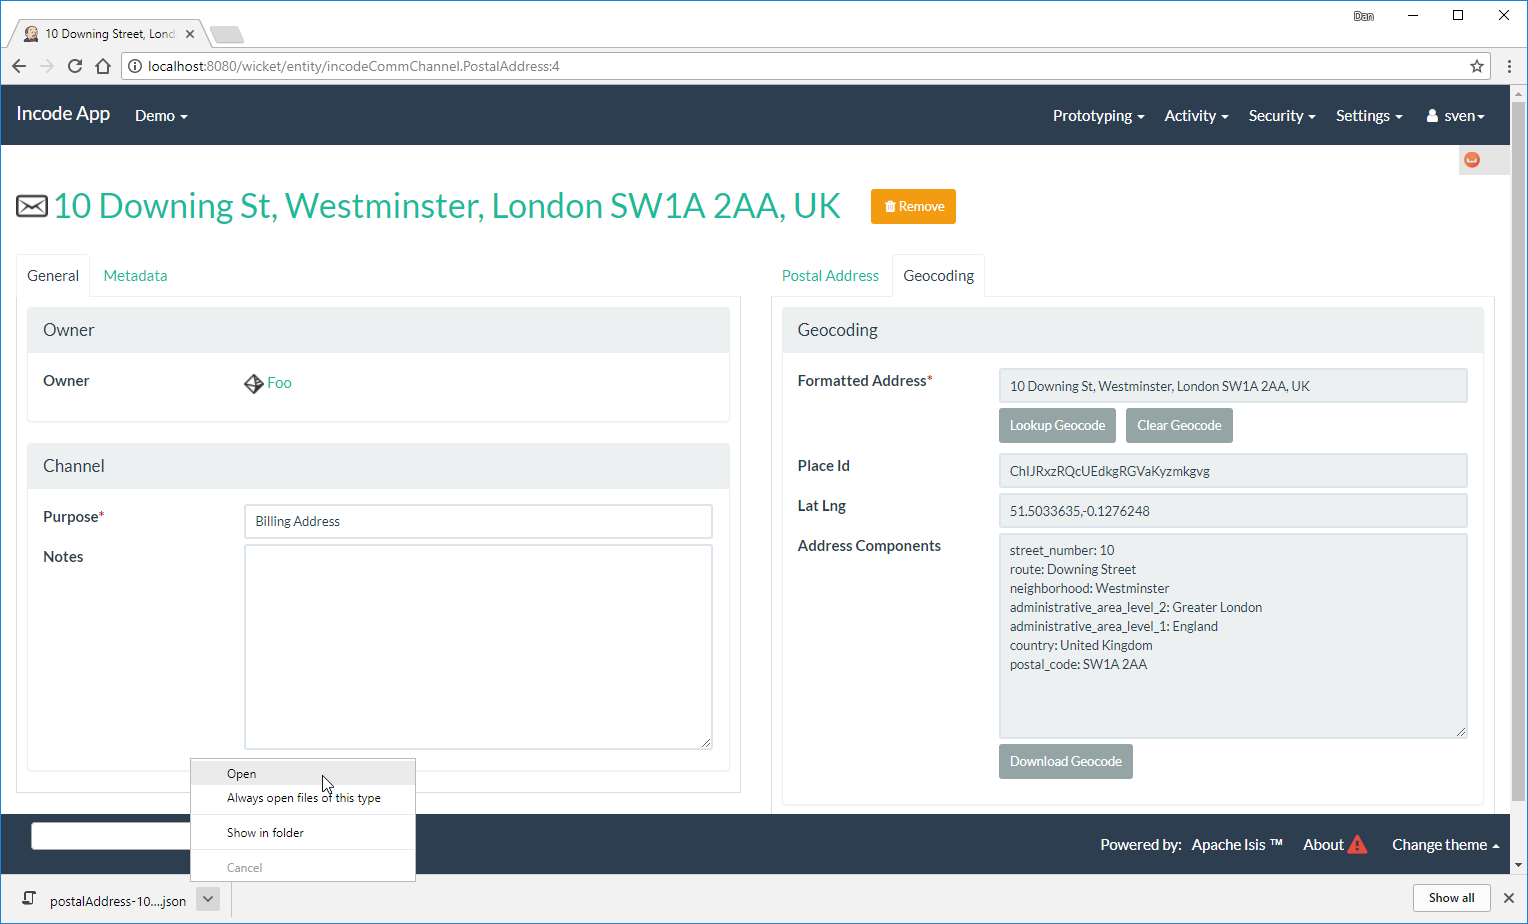 Dan
10 Downing Street, Lond
localhost:8080/wicket/entity/incodeCommChannel.PostalAddress:4
Incode App Demo Prototyping Activity Security Settings sven
10 Downing St, Westminster, London SW1A 2AA, UK Remove
General Metadata
Owner
Owner Foo
Channel
Purpose* Billing Address
Notes
Postal Address Geocoding
Geocoding
Formatted Address* 10 Downing St, Westminster, London SW1A 2AA, UK
Lookup Geocode Clear Geocode
Place Id ChIJRxzRQcUEdkgRGVaKyzmkgvg
Lat Lng 51.5033635,-0.1276248
Address Components
street_number: 10
route: Downing Street
neighborhood: Westminster
administrative_area_level_2: Greater London
administrative_area_level_1: England
country: United Kingdom
postal_code: SW1A 2AA
Download Geocode
Open
Always open files of this type
Show in folder
Cancel
Powered by: Apache Isis ™ About Change theme
postalAddress-10....json Show all